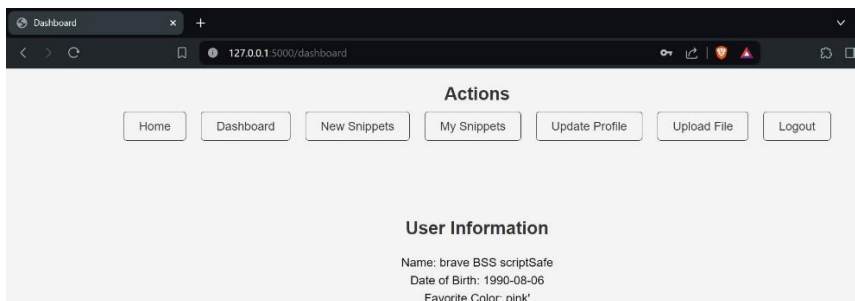 Dashboard
127.0.0.1:5000/dashboard
Actions
Home Dashboard New Snippets My Snippets Update Profile Upload File Logout
User Information
Name: brave BSS scriptSafe
Date of Birth: 1990-08-06
Favorite Color: pink'